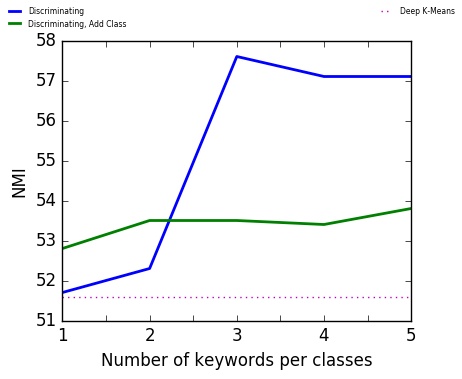 Discriminating
Discriminating, Add Class
Deep K-Means
58
57
56
55
54
53
52
51
NMI
1 2 3 4 5
Number of keywords per classes